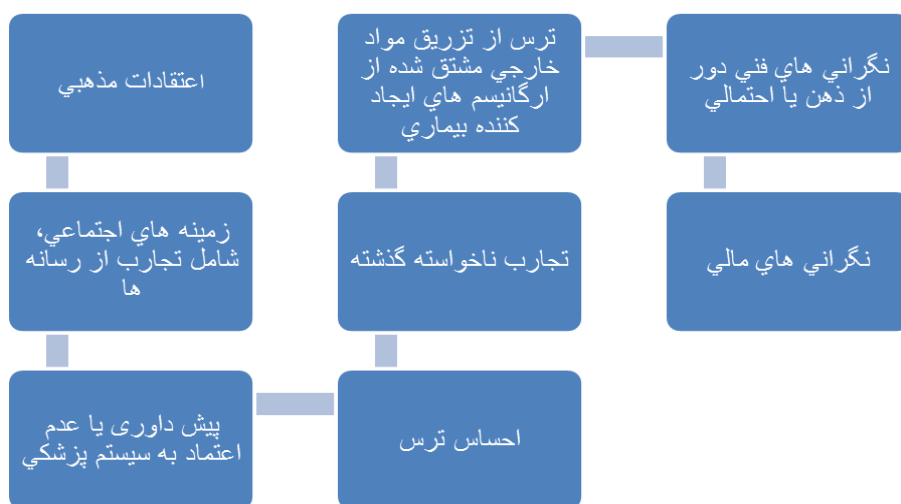 اعتقادات مذهبي
زمينه هاي اجتماعي،
شامل تجارب از رسانه
ها
پیش داوری یا عدم
اعتماد به سيستم پزشكي
احساس ترس
تجارب ناخواسته گذشته
ترس از تزريق مواد
خارجي مشتق شده از
ارگانيسم هاي ايجاد
كننده بيماري
نگراني هاي فني دور
از ذهن يا احتمالي
نگراني هاي مالي